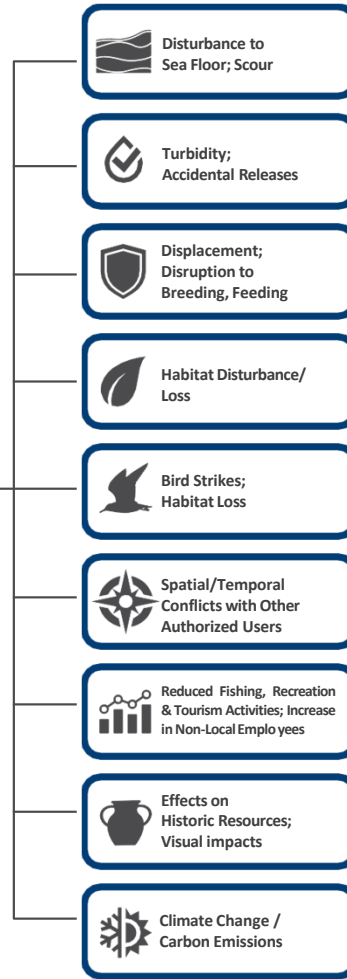 Disturbance to
Sea Floor; Scour
Turbidity;
Accidental Releases
Displacement;
Disruption to
Breeding, Feeding
Habitat Disturbance/
Loss
Bird Strikes;
Habitat Loss
Spatial/Temporal
Conflicts with Other
Authorized Users
Reduced Fishing, Recreation
& Tourism Activities; Increase
in Non-Local Emplo yees
Effects on
Historic Resources;
Visual impacts
Climate Change /
Carbon Emissions